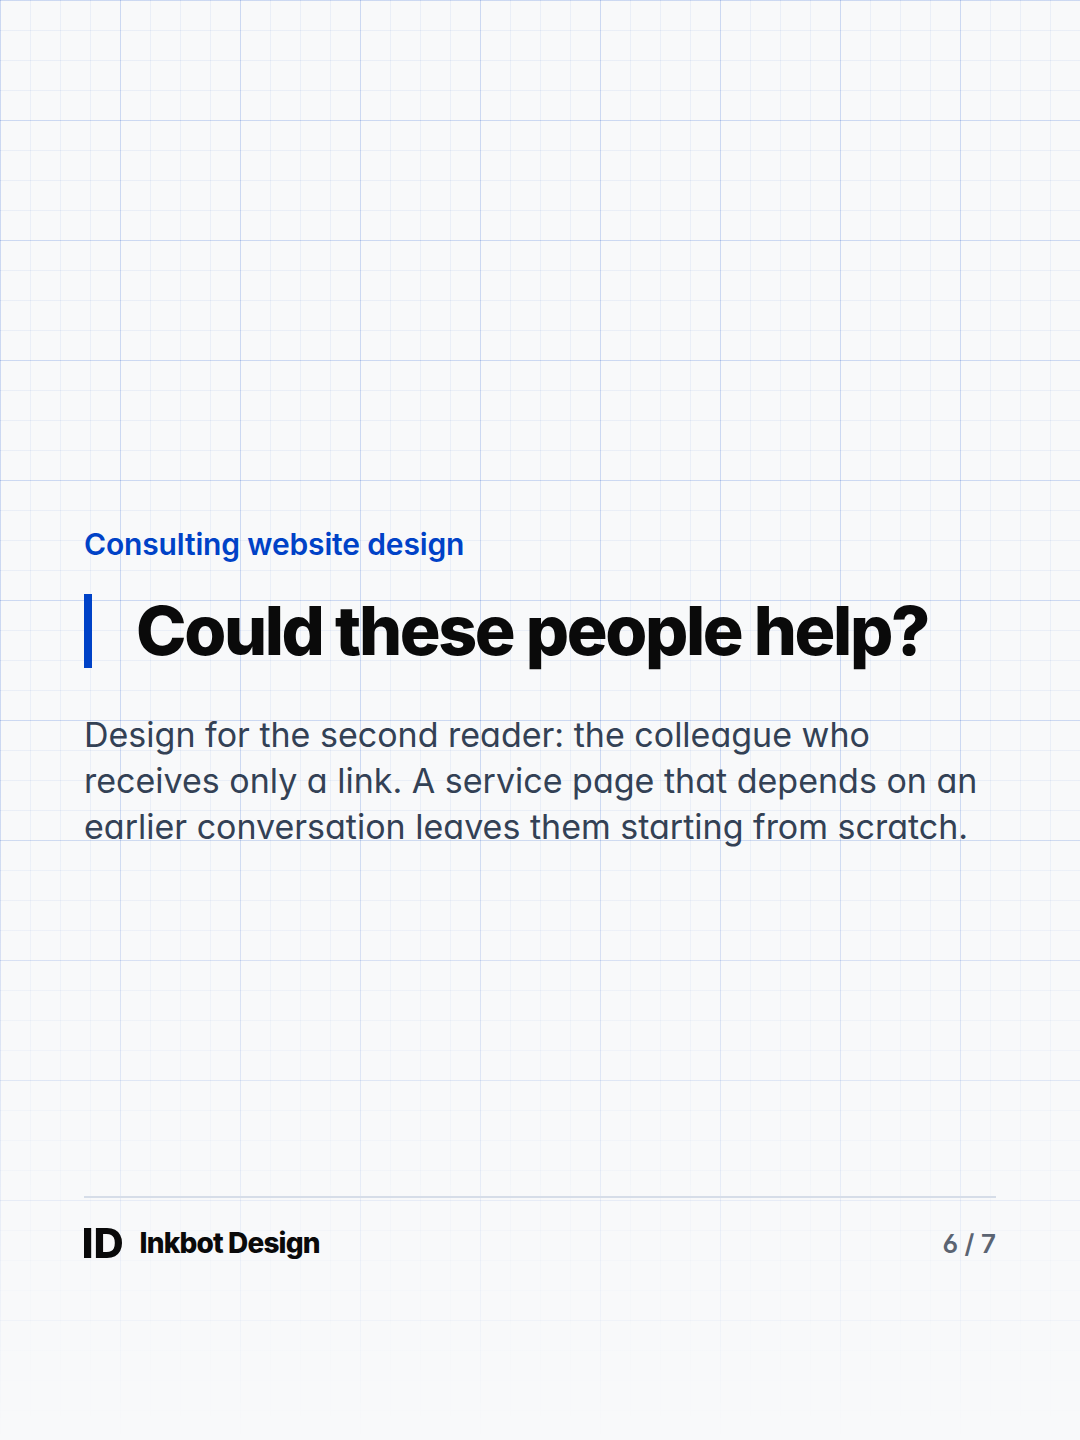 Consulting website design
Could these people help?
Design for the second reader: the colleague who
receives only a link. A service page that depends on an
earlier conversation leaves them starting from scratch.
ID Inkbot Design
6 / 7